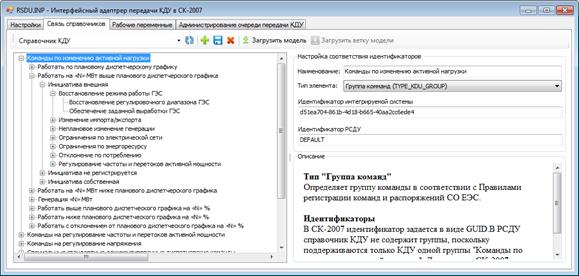 RSDU.INP - Интерфейсный адаптрер передачи КДУ в СК-2007
Настройки Связь справочников Рабочие переменные Администрирование очереди передачи КДУ
Справочник КДУ Загрузить модель Загрузить ветку модели
Команды по изменению активной нагрузки
Работать по плановому диспетчерскому графику
Работать на «N» МВт выше планового диспетчерского графика
Инициатива внешняя
Восстановление режима работы ГЭС
Восстановление регулировочного диапазона ГЭС
Обеспечение заданной выработки ГЭС
Изменение импорта/экспорта
Неплановое изменение генерации
Ограничения по электрической сети
Ограничения по энергоресурсу
Отклонение по потреблению
Регулирование частоты и перетоков активной мощности
Инициатива не регистрируется
Инициатива собственная
Работать на «N» МВт ниже планового диспетчерского графика
Генерация «N» МВт
Работать выше планового диспетчерского графика на «N» %
Работать ниже планового диспетчерского графика на «N» %
Работать с отклонением от планового диспетчерского графика на «N» %
Команды на регулирование частоты и перетоков активной мощности
Команды на регулирование напряжения
Настройка соответствия идентификаторов
Наименование: Команды по изменению активной нагрузки
Тип элемента: Группа команд (TYPE_KDU_GROUP)
Идентификатор интегрируемой системы
d51ea704-861b-4d18-b665-40aa2cc6ede4
Идентификатор РСДУ
DEFAULT
Описание
Тип "Группа команд"
Определяет группу команды в соответствии с Правилами
регистрации команд и распоряжений СО ЕЭС.
Идентификаторы
В СК-2007 идентификатор задается в виде GUID.В РСДУ
справочник КДУ не содержит группы, поскольку
поддерживаются только КДУ одной группы "Команды по